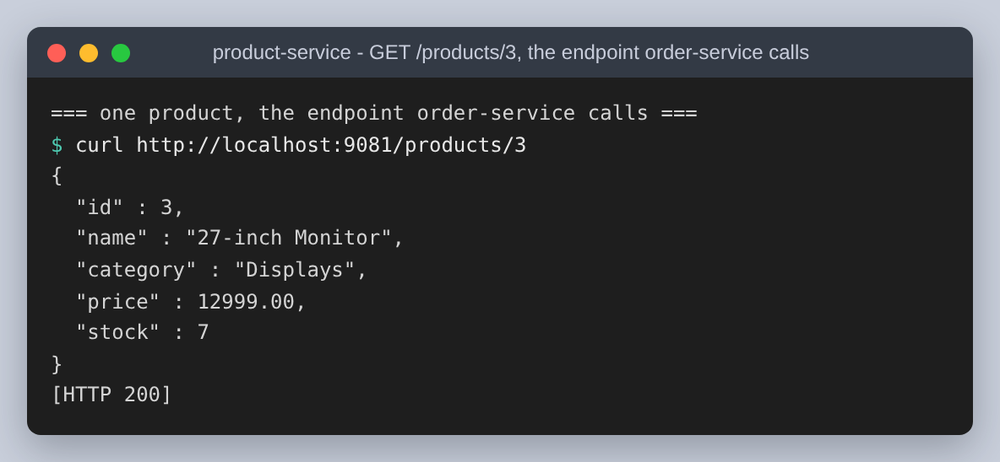 product-service - GET /products/3, the endpoint order-service calls
=== one product, the endpoint order-service calls ===
$ curl http://localhost:9081/products/3
{
  "id" : 3,
  "name" : "27-inch Monitor",
  "category" : "Displays",
  "price" : 12999.00,
  "stock" : 7
}
[HTTP 200]